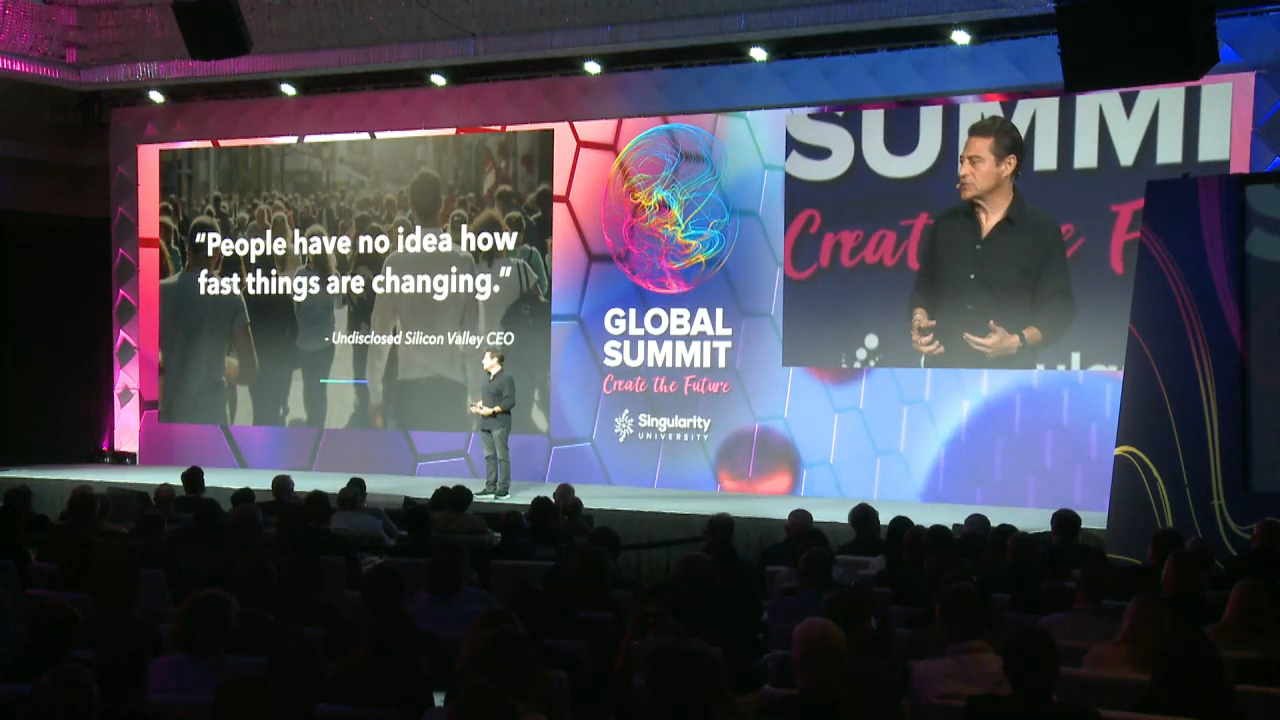 “People have no idea how
fast things are changing.”
- Undisclosed Silicon Valley CEO
GLOBAL
SUMMIT
Create the Future
Singularity
UNIVERSITY
SUMMI
Creat e F